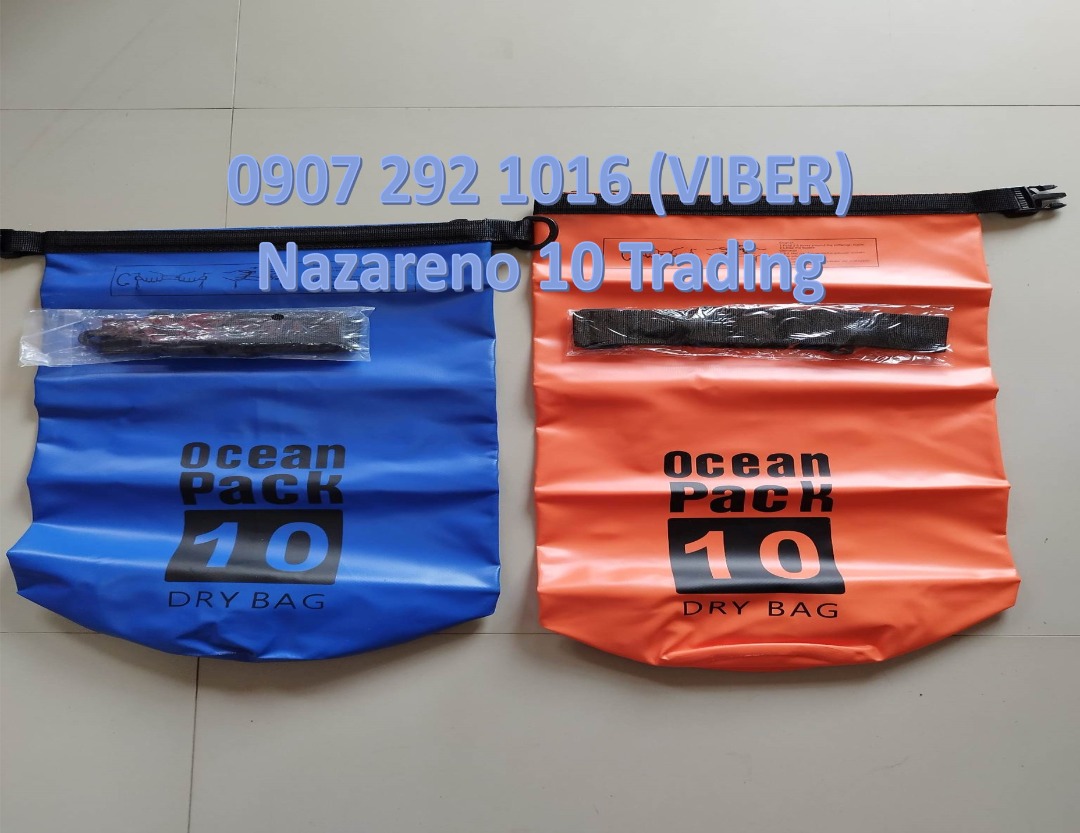 0907 292 1016 (VIBER)
Nazareno 10 Trading
Ocean
Pack
10
DRY BAG
Ocean
Pack
10
DRY BAG